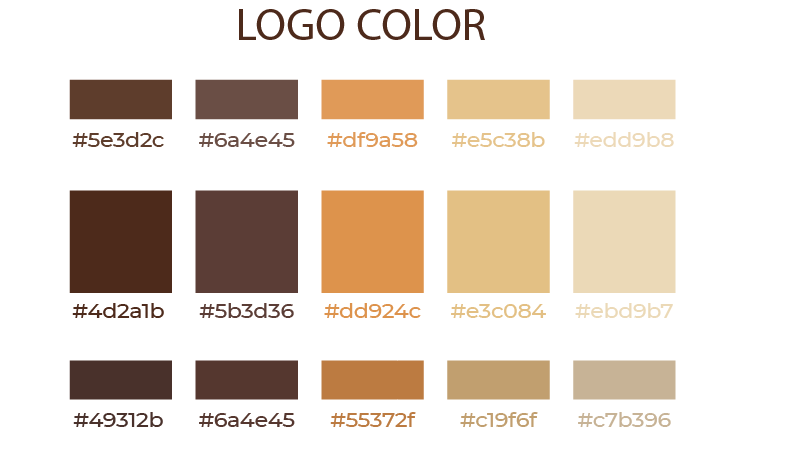 LOGO COLOR
#5e3d2c #6a4e45 #df9a58 #e5c38b #edd9b8
#4d2a1b #5b3d36 #dd924c #e3c084 #ebd9b7
#49312b #6a4e45 #55372f #c19f6f #c7b396